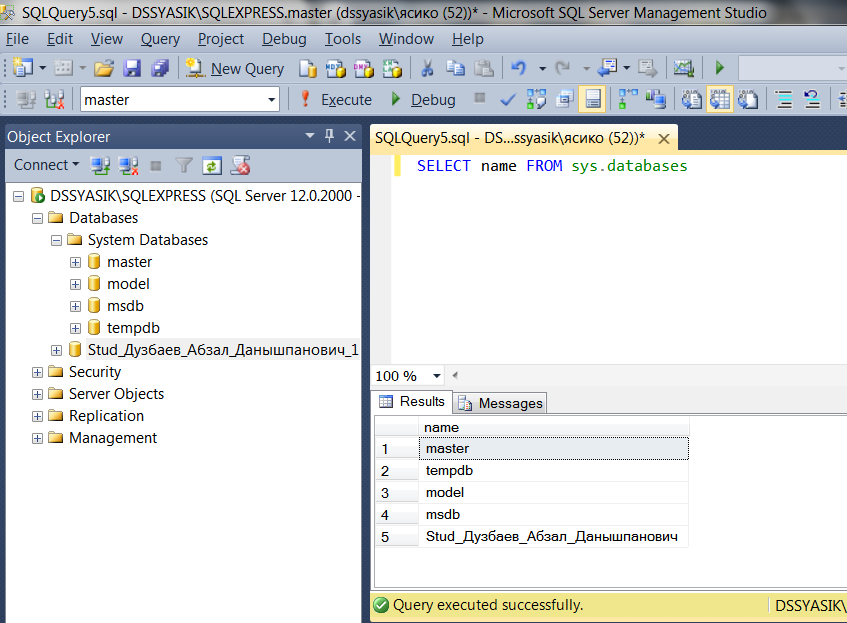 SQLQuery5.sql - DSSYASIK\SQLEXPRESS.master (dssyasik\ясико (52))* - Microsoft SQL Server Management Studio
File Edit View Query Project Debug Tools Window Help
New Query
master Execute Debug
Object Explorer
SQLQuery5.sql - DS...ssyasik\ясико (52))*
Connect
SELECT name FROM sys.databases
DSSYASIK\SQLEXPRESS (SQL Server 12.0.2000 -
Databases
System Databases
master
model
msdb
tempdb
Stud_Дузбаев_Абзал_Данышпанович_1
Security
Server Objects
Replication
Management
100 %
Results Messages
name
1 master
2 tempdb
3 model
4 msdb
5 Stud_Дузбаев_Абзал_Данышпанович
Query executed successfully. DSSYASIK\